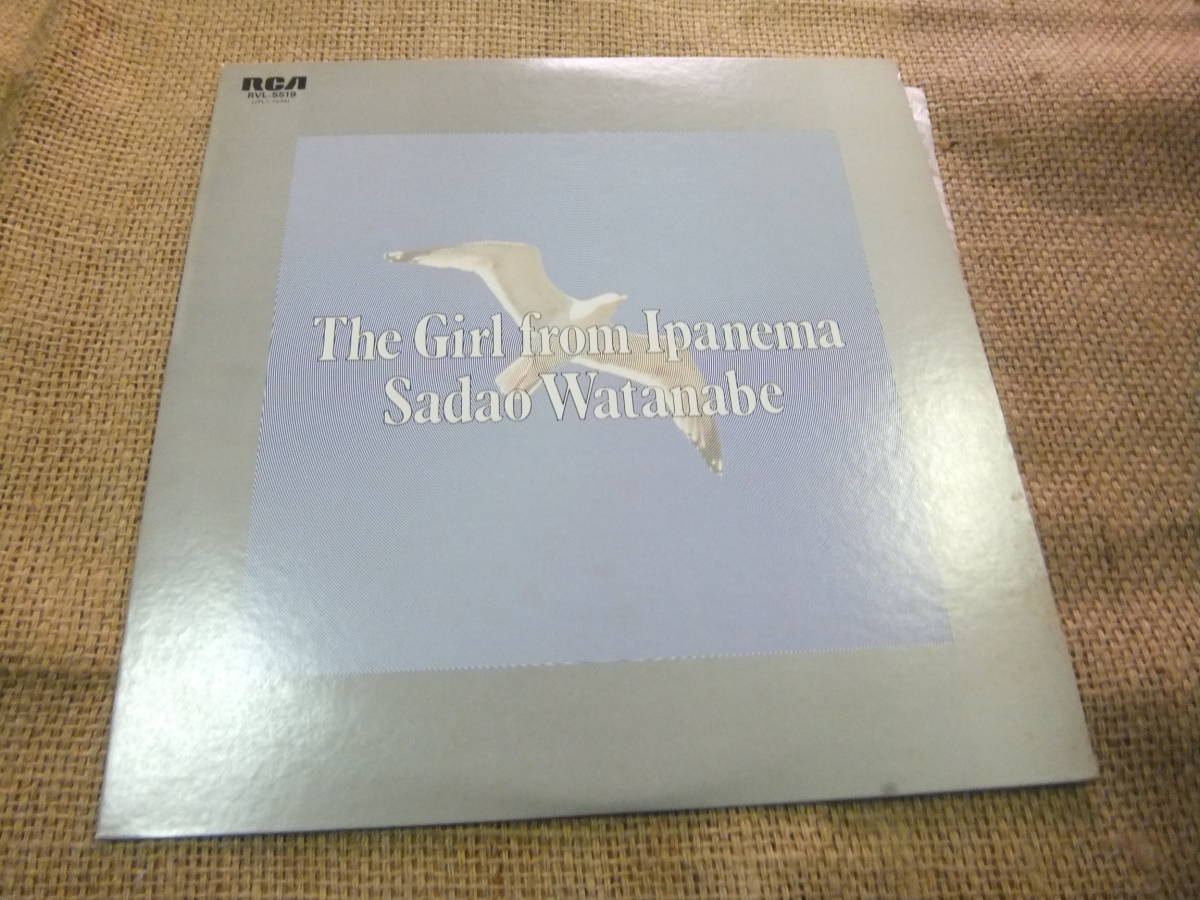 RCA
RVL-5519
The Girl from Ipanema
Sadao Watanabe